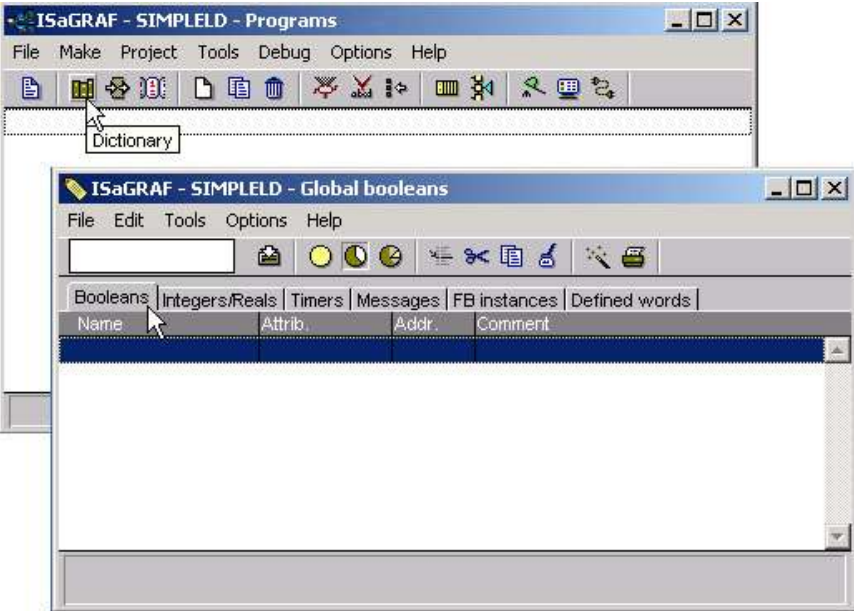 ISaGRAF - SIMPLELD - Programs
File Make Project Tools Debug Options Help
Dictionary
ISaGRAF - SIMPLELD - Global booleans
File Edit Tools Options Help
Booleans Integers/Reals Timers Messages FB instances Defined words
Name Attrib. Addr. Comment